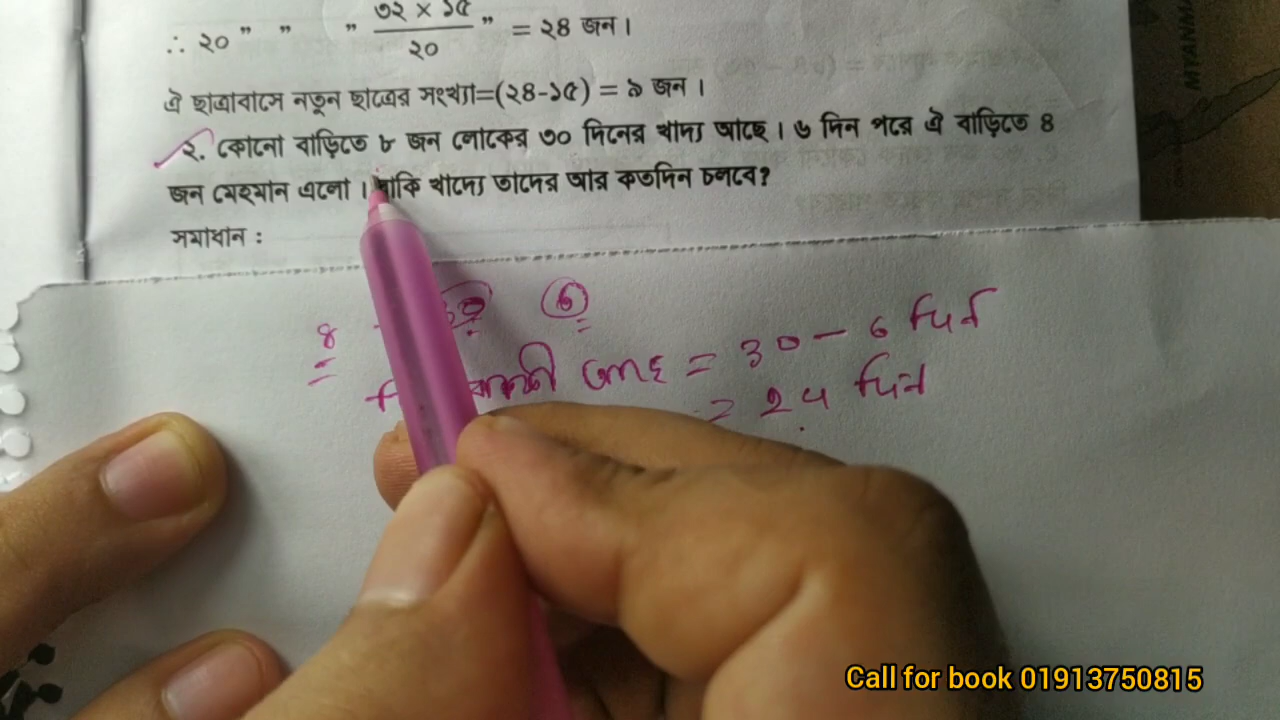 ∴ ২০ " " " ৩২ × ১৫ / ২০ " = ২৪ জন।
ঐ ছাত্রাবাসে নতুন ছাত্রের সংখ্যা=(২৪-১৫) = ৯ জন।
২. কোনো বাড়িতে ৮ জন লোকের ৩০ দিনের খাদ্য আছে। ৬ দিন পরে ঐ বাড়িতে ৪
জন মেহমান এলো। বাকি খাদ্যে তাদের আর কতদিন চলবে?
সমাধান :
= 30 - 6 দিন
= 24 দিন
MYANMA
Call for book 01913750815